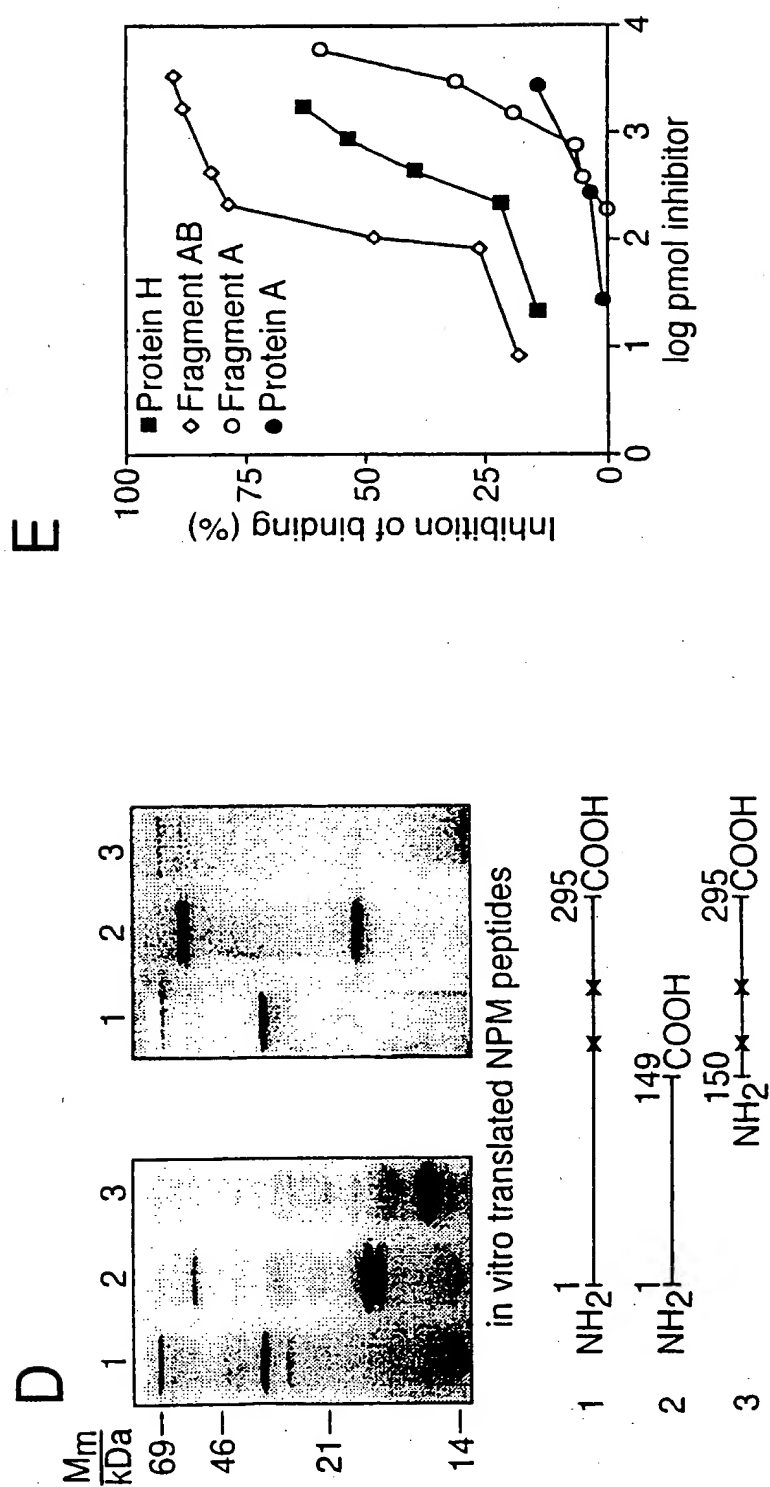 D
Mm
kDa
69
46
21
14
1 2 3
1 2 3
in vitro translated NPM peptides
1 NH2 1 295 COOH
2 NH2 1 149 COOH
3 NH2 150 295 COOH
E
Inhibition of binding (%)
100
75
50
25
0
■ Protein H
◇ Fragment AB
○ Fragment A
● Protein A
0 1 2 3 4
log pmol inhibitor